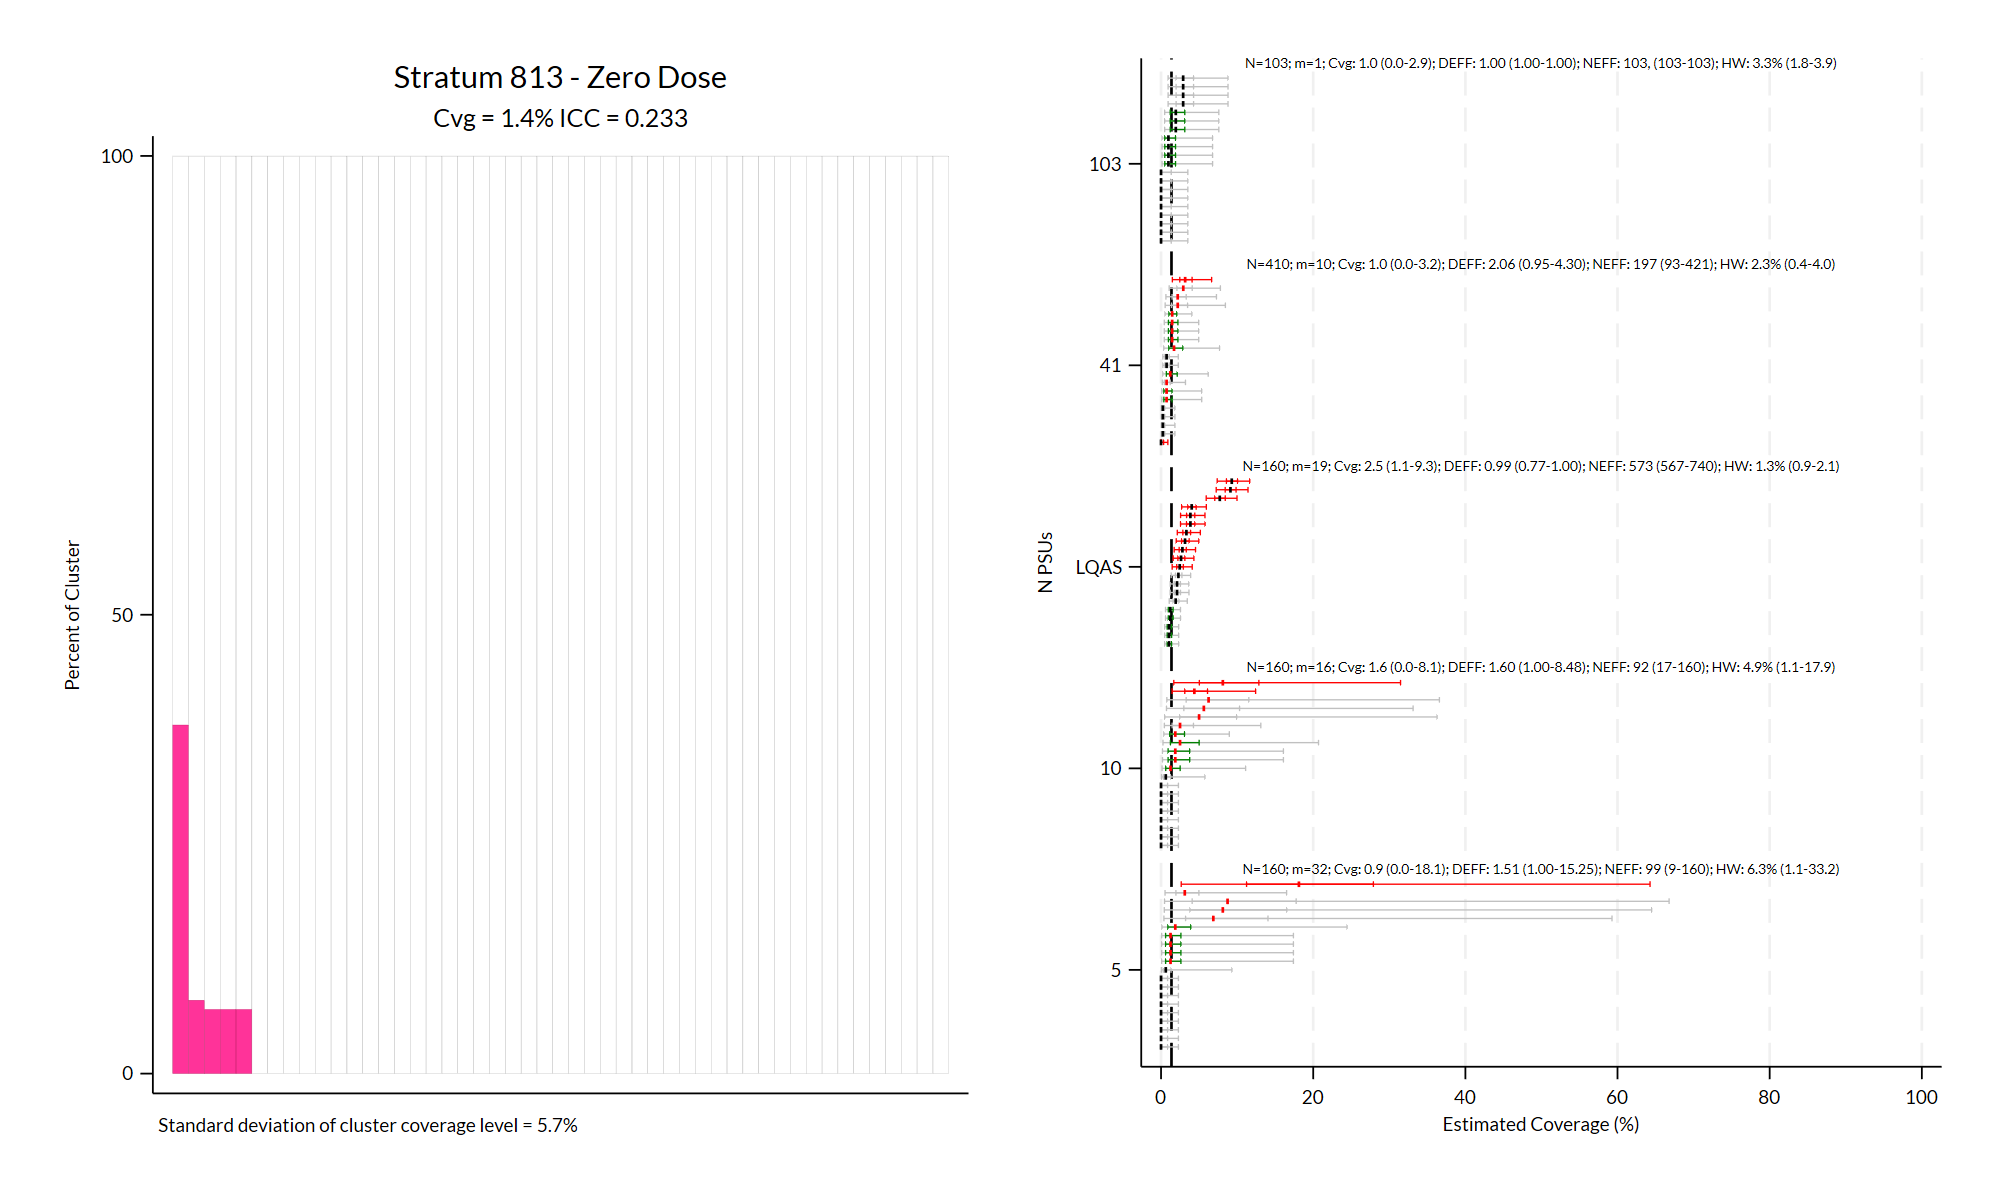 Stratum 813 - Zero Dose
Cvg = 1.4% ICC = 0.233
100
50
0
Percent of Cluster
Standard deviation of cluster coverage level = 5.7%
N=103; m=1; Cvg: 1.0 (0.0-2.9); DEFF: 1.00 (1.00-1.00); NEFF: 103, (103-103); HW: 3.3% (1.8-3.9)
103
N=410; m=10; Cvg: 1.0 (0.0-3.2); DEFF: 2.06 (0.95-4.30); NEFF: 197 (93-421); HW: 2.3% (0.4-4.0)
41
N=160; m=19; Cvg: 2.5 (1.1-9.3); DEFF: 0.99 (0.77-1.00); NEFF: 573 (567-740); HW: 1.3% (0.9-2.1)
N PSUs
LQAS
N=160; m=16; Cvg: 1.6 (0.0-8.1); DEFF: 1.60 (1.00-8.48); NEFF: 92 (17-160); HW: 4.9% (1.1-17.9)
10
N=160; m=32; Cvg: 0.9 (0.0-18.1); DEFF: 1.51 (1.00-15.25); NEFF: 99 (9-160); HW: 6.3% (1.1-33.2)
5
0 20 40 60 80 100
Estimated Coverage (%)